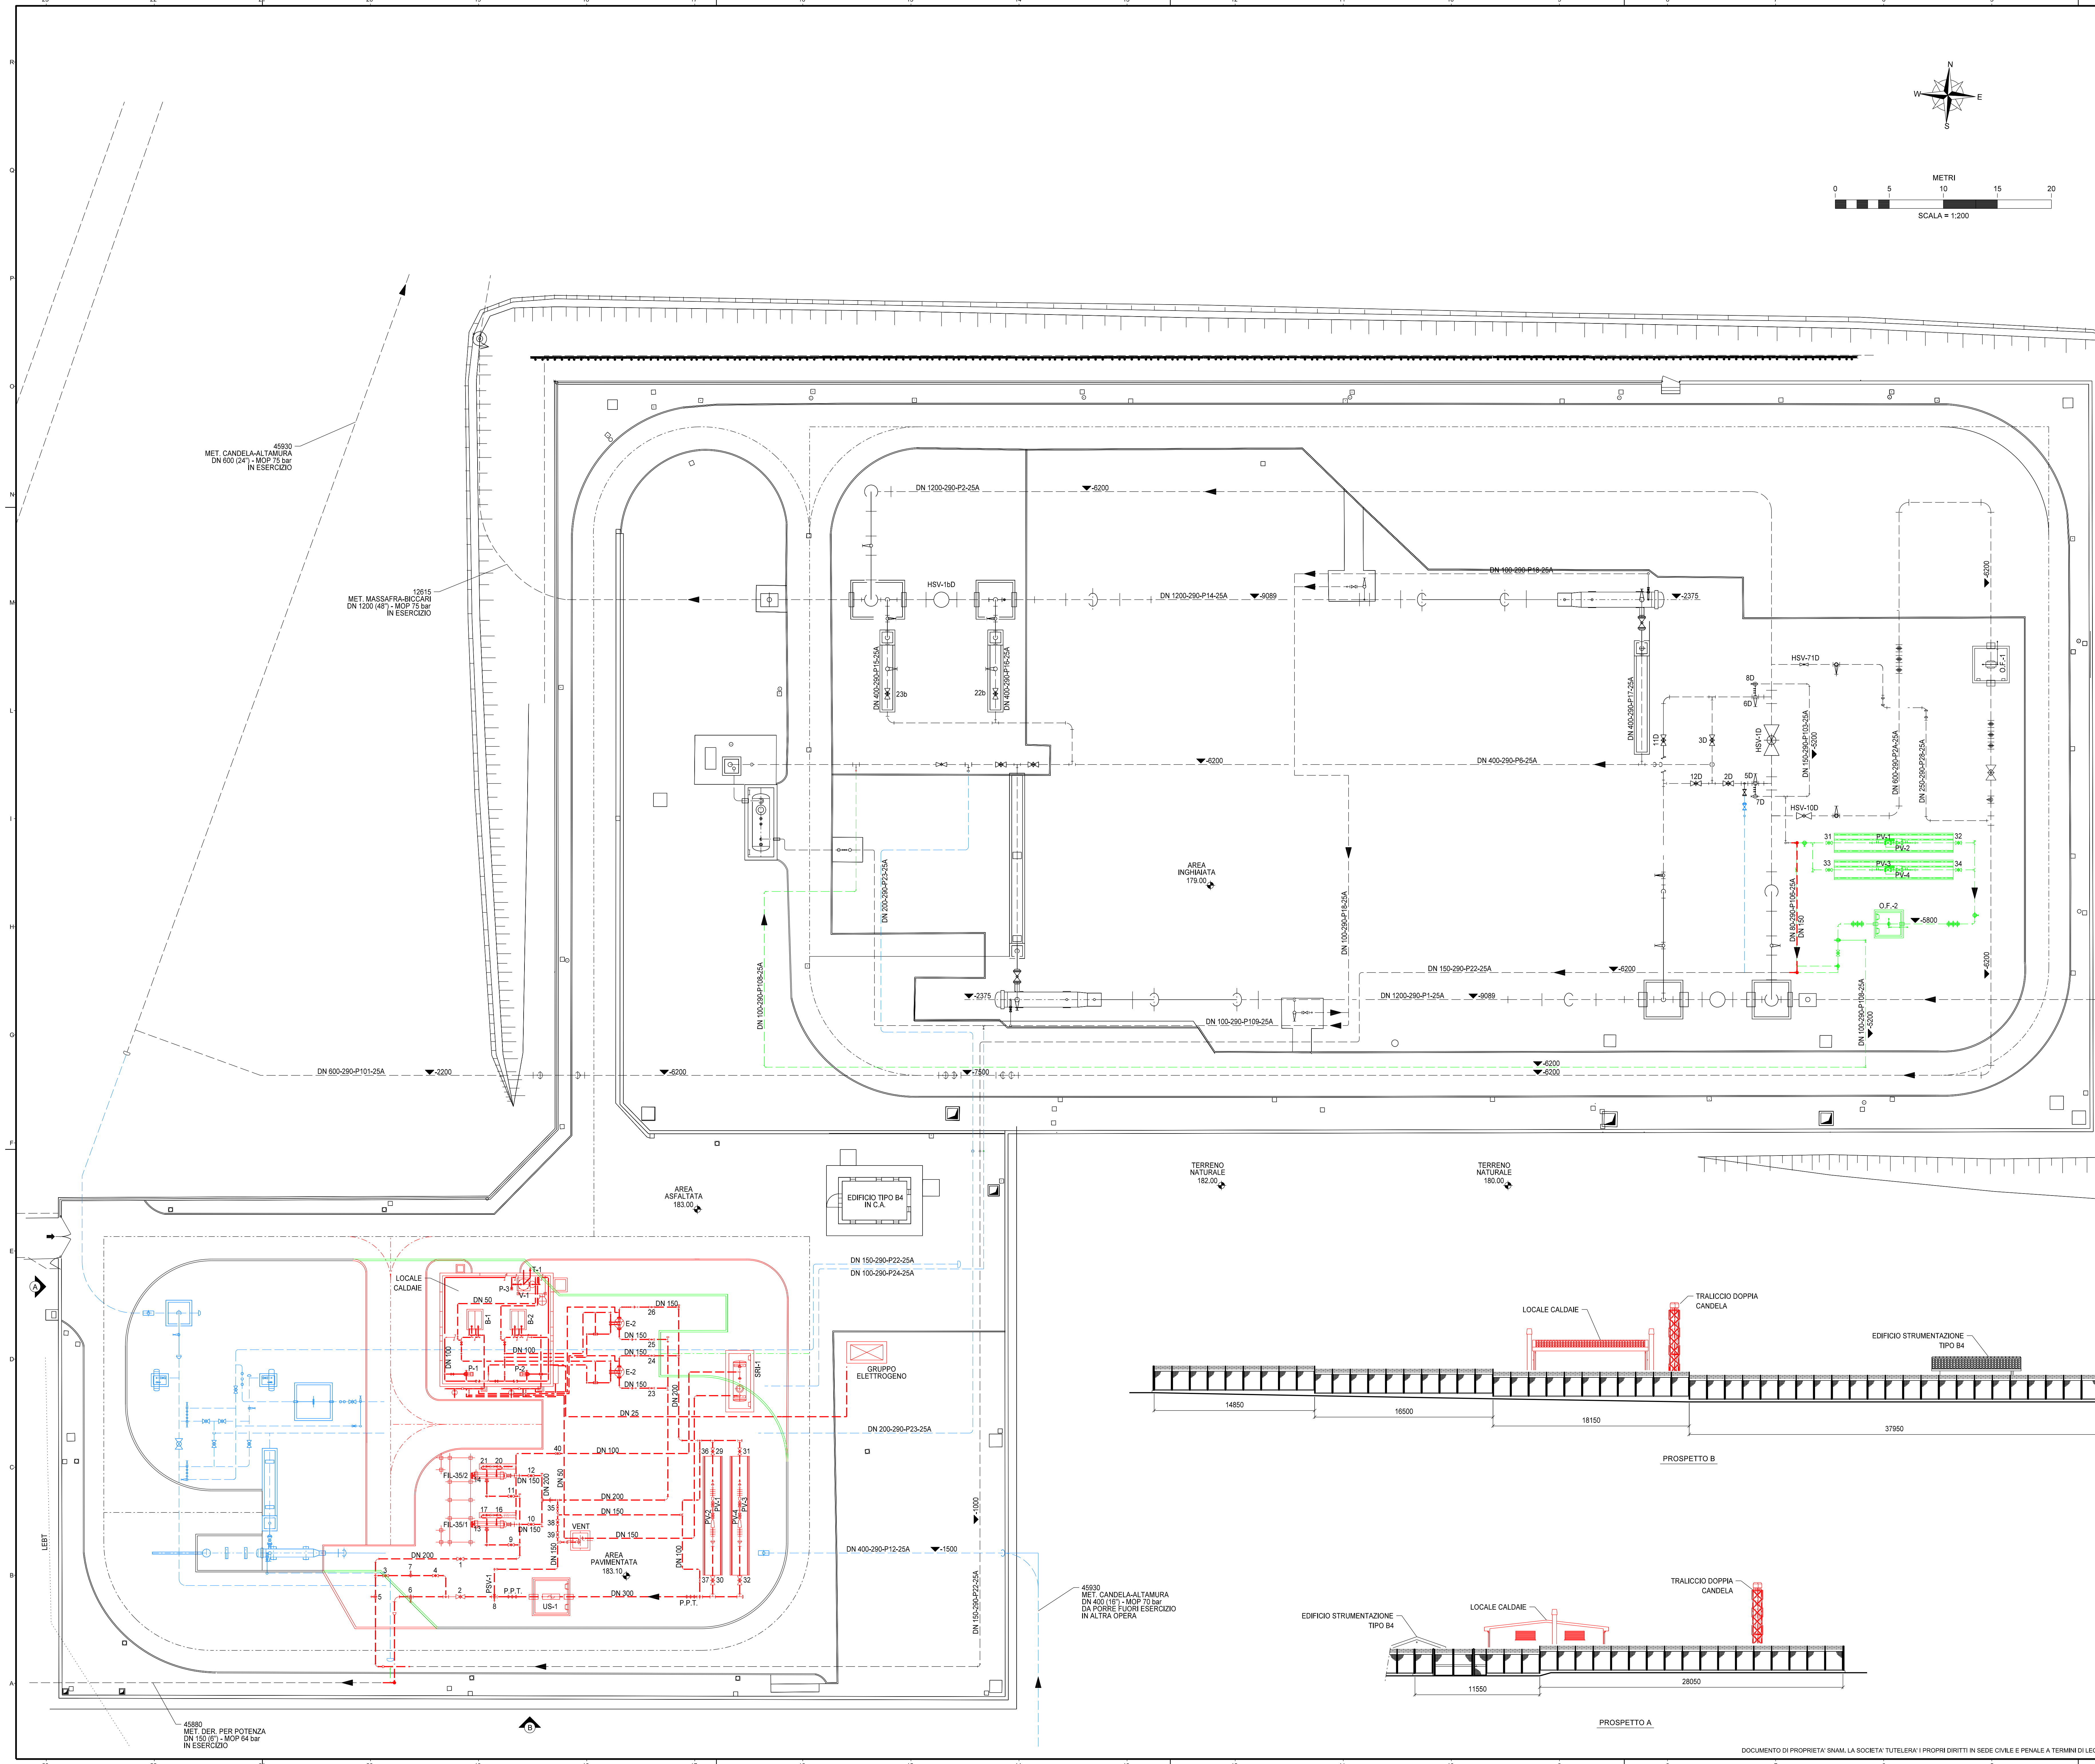 N
W
E
S
METRI
0
5
10
15
20
SCALA = 1:200
R
Q
P
O
N
M
L
I
H
G
F
E
D
C
B
A
45930
MET. CANDELA-ALTAMURA
DN 600 (24") - MOP 75 bar
IN ESERCIZIO
12615
MET. MASSAFRA-BICCARI
DN 1200 (48") - MOP 75 bar
IN ESERCIZIO
DN 1200-290-P2-25A
-6200
HSV-1bD
DN 1200-290-P14-25A
-9089
DN 100-290-P18-25A
-2375
DN 400-290-P15-25A
23b
DN 400-290-P16-25A
22b
DN 400-290-P17-25A
-6200
DN 400-290-P6-25A
HSV-71D
8D
6D
11D
3D
HSV-1D
DN 150-290-P103-25A
-5200
12D
2D
5D
7D
HSV-10D
DN 600-290-P2A-25A
DN 250-290-P28-25A
-6200
O.F.-1
31
PV-1
32
PV-2
33
PV-3
34
PV-4
O.F.-2
-5800
DN 80-290-P106-25A
DN 150
-6200
AREA
INGHIAIATA
179.00
DN 200-290-P23-25A
DN 100-290-P18-25A
DN 100-290-P108-25A
DN 150-290-P22-25A
-6200
-2375
DN 1200-290-P1-25A
-9089
DN 100-290-P109-25A
DN 100-290-P108-25A
-5200
-6200
-6200
DN 600-290-P101-25A
-2200
-6200
-7500
TERRENO
NATURALE
182.00
TERRENO
NATURALE
180.00
AREA
ASFALTATA
183.00
EDIFICIO TIPO B4
IN C.A.
DN 150-290-P22-25A
DN 100-290-P24-25A
A
LOCALE
CALDAIE
T-1
P-3
V-1
DN 50
B-1
B-2
DN 100
DN 100
P-1
P-2
DN 150
26
E-2
DN 150
25
DN 150
24
E-2
DN 150
23
DN 200
SRI-1
GRUPPO
ELETTROGENO
DN 25
DN 200-290-P23-25A
40
DN 100
36
29
31
21
20
FIL-35/2
14
12
DN 150
11
DN 200
DN 50
DN 200
35
DN 150
17
16
FIL-35/1
13
10
DN 150
38
39
VENT
DN 150
9
PV-2
PV-1
PV-4
PV-3
DN 200
1
DN 150
AREA
PAVIMENTATA
183.10
DN 100
3
7
4
PSV-1
37
30
32
5
6
2
8
P.P.T.
US-1
DN 300
P.P.T.
DN 400-290-P12-25A
-1500
-1000
DN 150-290-P22-25A
LEBT
45930
MET. CANDELA-ALTAMURA
DN 400 (16") - MOP 70 bar
DA PORRE FUORI ESERCIZIO
IN ALTRA OPERA
45880
MET. DER. PER POTENZA
DN 150 (6") - MOP 64 bar
IN ESERCIZIO
B
LOCALE CALDAIE
TRALICCIO DOPPIA
CANDELA
EDIFICIO STRUMENTAZIONE
TIPO B4
14850
16500
18150
37950
PROSPETTO B
TRALICCIO DOPPIA
CANDELA
LOCALE CALDAIE
EDIFICIO STRUMENTAZIONE
TIPO B4
11550
28050
PROSPETTO A
DOCUMENTO DI PROPRIETA' SNAM. LA SOCIETA' TUTELERA' I PROPRI DIRITTI IN SEDE CIVILE E PENALE A TERMINI DI